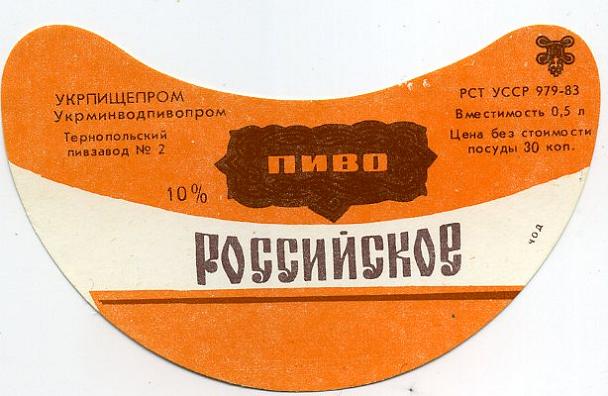 УКРПИЩЕПРОМ
Укрминводпивопром
Тернопольский
пивзавод № 2
РСТ УССР 979-83
Вместимость 0,5 л
Цена без стоимости
посуды 30 коп.
ПИВО
10%
РОССИЙСКОЕ
ЧОД